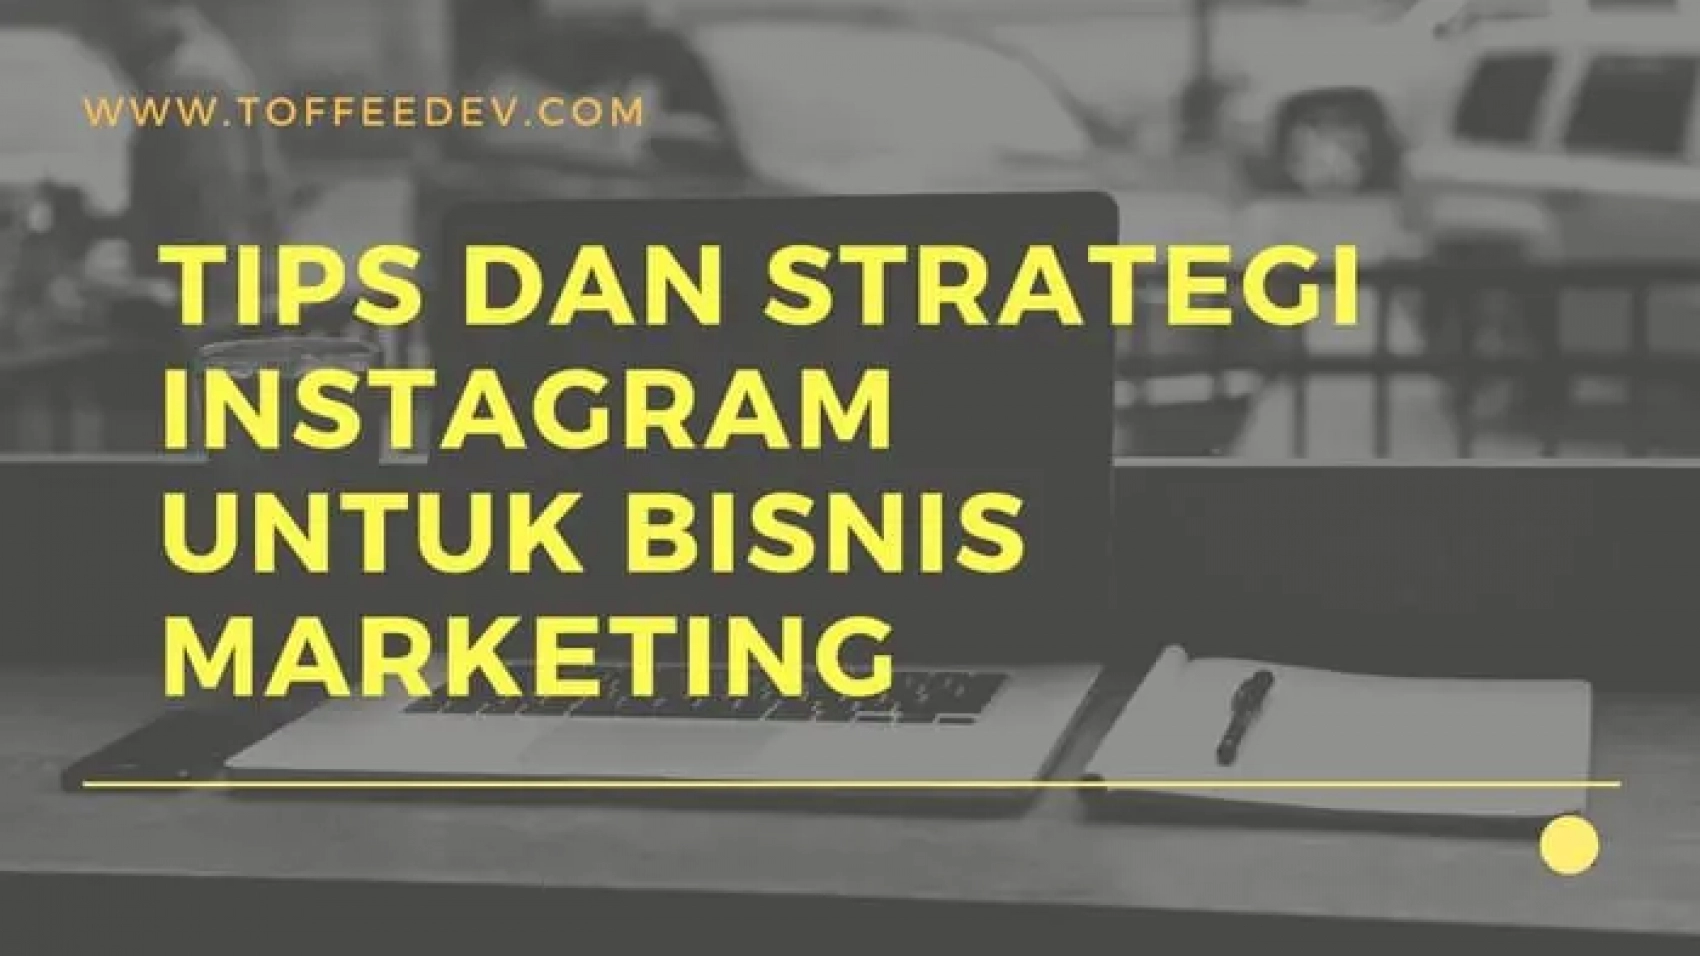 WWW.TOFFEEDEV.COM
TIPS DAN STRATEGI
INSTAGRAM
UNTUK BISNIS
MARKETING